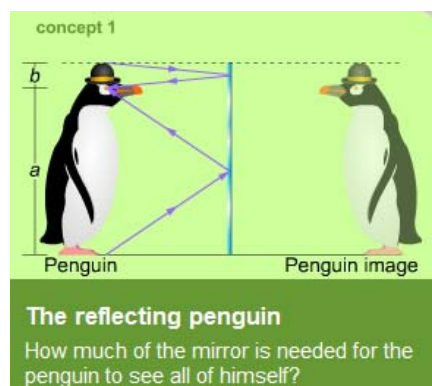 concept 1
b
a
Penguin
Penguin image
The reflecting penguin
How much of the mirror is needed for the
penguin to see all of himself?